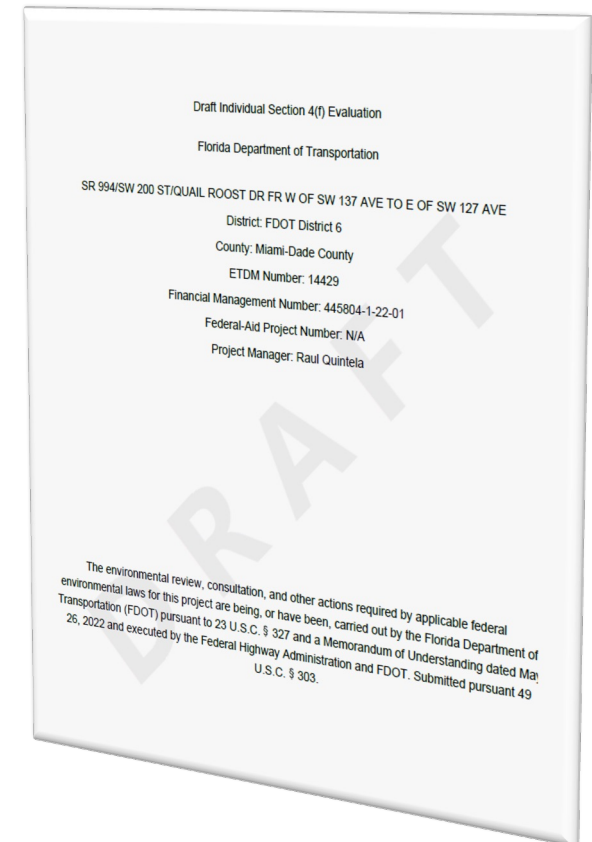 Draft Individual Section 4(f) Evaluation
Florida Department of Transportation
SR 994/SW 200 ST/QUAIL ROOST DR FR W OF SW 137 AVE TO E OF SW 127 AVE
District: FDOT District 6
County: Miami-Dade County
ETDM Number: 14429
Financial Management Number: 445804-1-22-01
Federal-Aid Project Number: N/A
Project Manager: Raul Quintela
DRAFT
The environmental review, consultation, and other actions required by applicable federal
environmental laws for this project are being, or have been, carried out by the Florida Department of
Transportation (FDOT) pursuant to 23 U.S.C. § 327 and a Memorandum of Understanding dated May
26, 2022 and executed by the Federal Highway Administration and FDOT. Submitted pursuant 49
U.S.C. § 303.